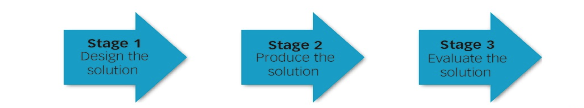 Stage 1
Design the
solution
Stage 2
Produce the
solution
Stage 3
Evaluate the
solution